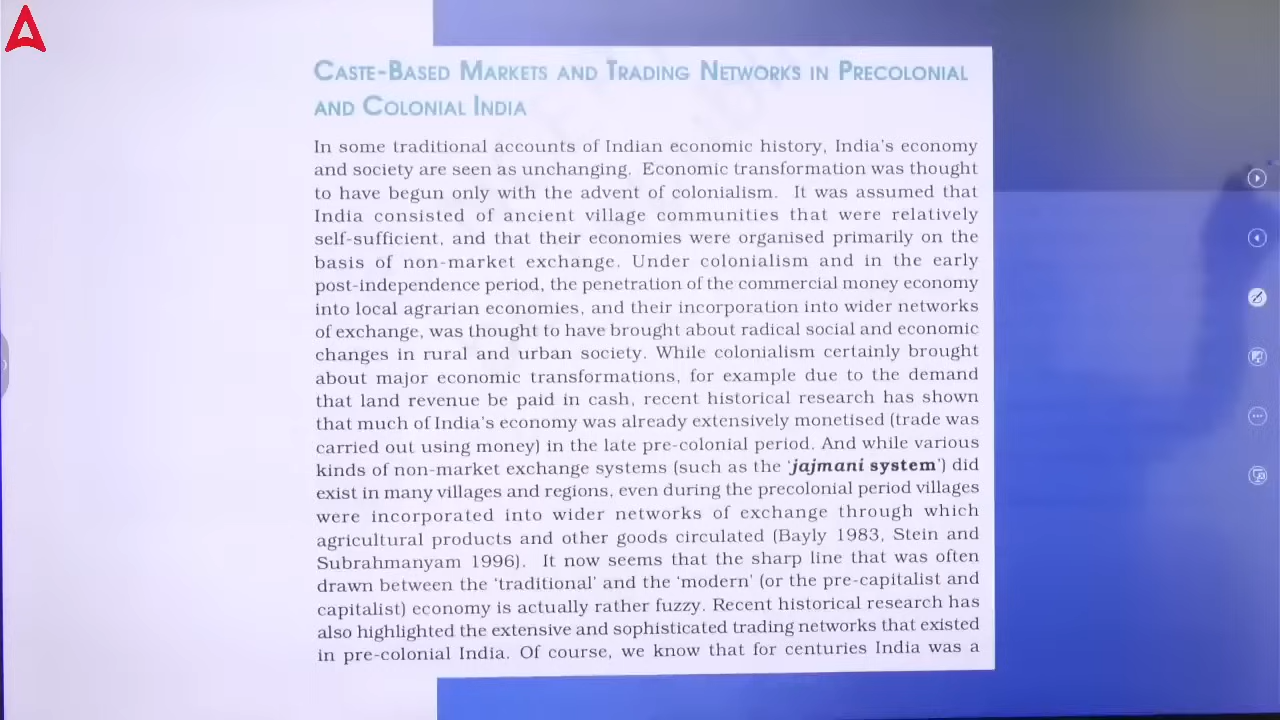 CASTE-BASED MARKETS AND TRADING NETWORKS IN PRECOLONIAL
AND COLONIAL INDIA
In some traditional accounts of Indian economic history, India's economy
and society are seen as unchanging. Economic transformation was thought
to have begun only with the advent of colonialism. It was assumed that
India consisted of ancient village communities that were relatively
self-sufficient, and that their economies were organised primarily on the
basis of non-market exchange. Under colonialism and in the early
post-independence period, the penetration of the commercial money economy
into local agrarian economies, and their incorporation into wider networks
of exchange, was thought to have brought about radical social and economic
changes in rural and urban society. While colonialism certainly brought
about major economic transformations, for example due to the demand
that land revenue be paid in cash, recent historical research has shown
that much of India's economy was already extensively monetised (trade was
carried out using money) in the late pre-colonial period. And while various
kinds of non-market exchange systems (such as the 'jajmani system') did
exist in many villages and regions, even during the precolonial period villages
were incorporated into wider networks of exchange through which
agricultural products and other goods circulated (Bayly 1983, Stein and
Subrahmanyam 1996). It now seems that the sharp line that was often
drawn between the 'traditional' and the 'modern' (or the pre-capitalist and
capitalist) economy is actually rather fuzzy. Recent historical research has
also highlighted the extensive and sophisticated trading networks that existed
in pre-colonial India. Of course, we know that for centuries India was a